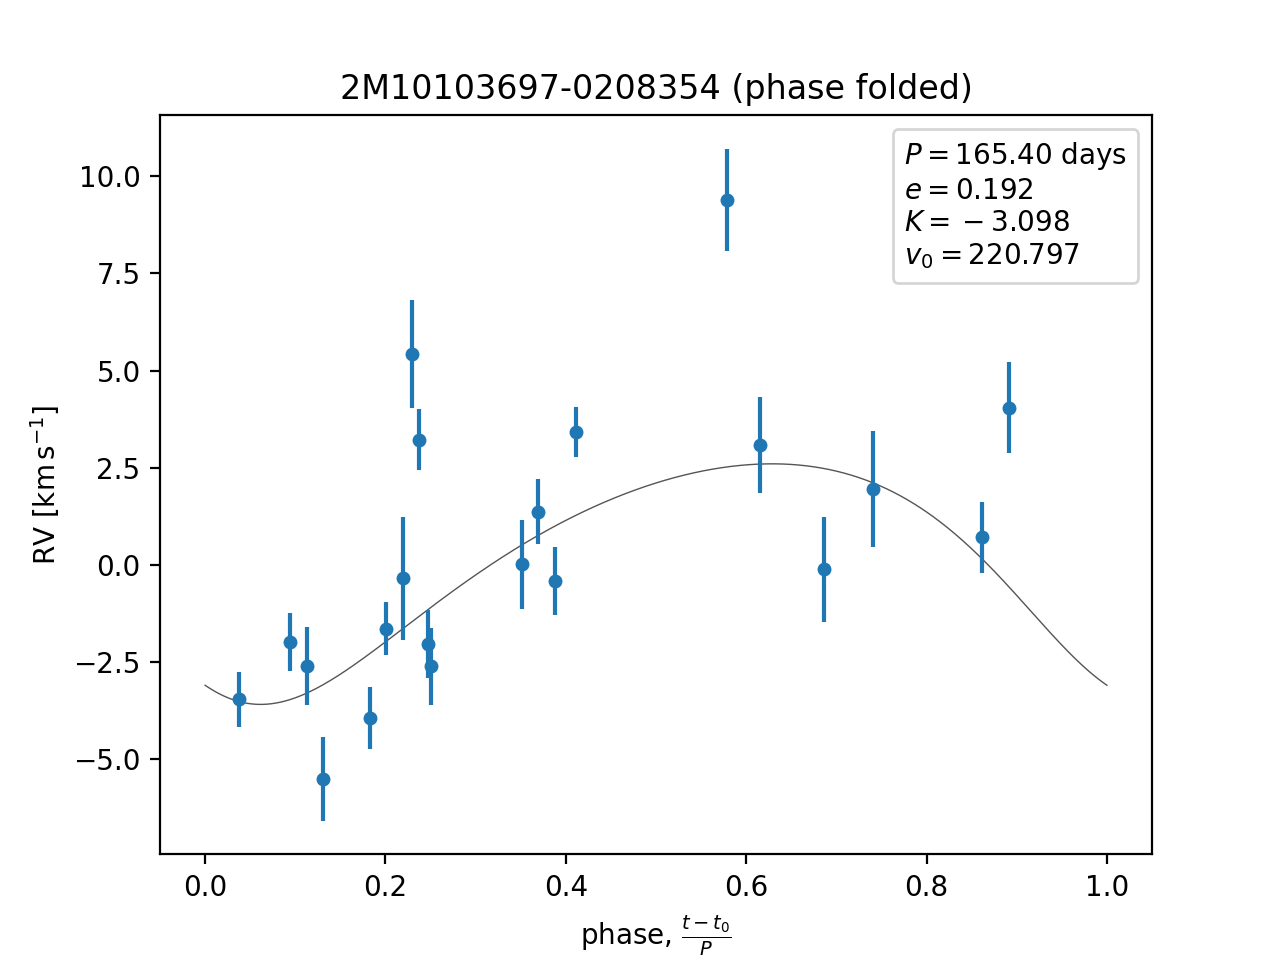 2M10103697-0208354 (phase folded)
P = 165.40 days
e = 0.192
K = −3.098
v₀ = 220.797
10.0
7.5
5.0
2.5
0.0
−2.5
−5.0
RV [km s⁻¹]
0.0 0.2 0.4 0.6 0.8 1.0
phase, (t − t₀)/P